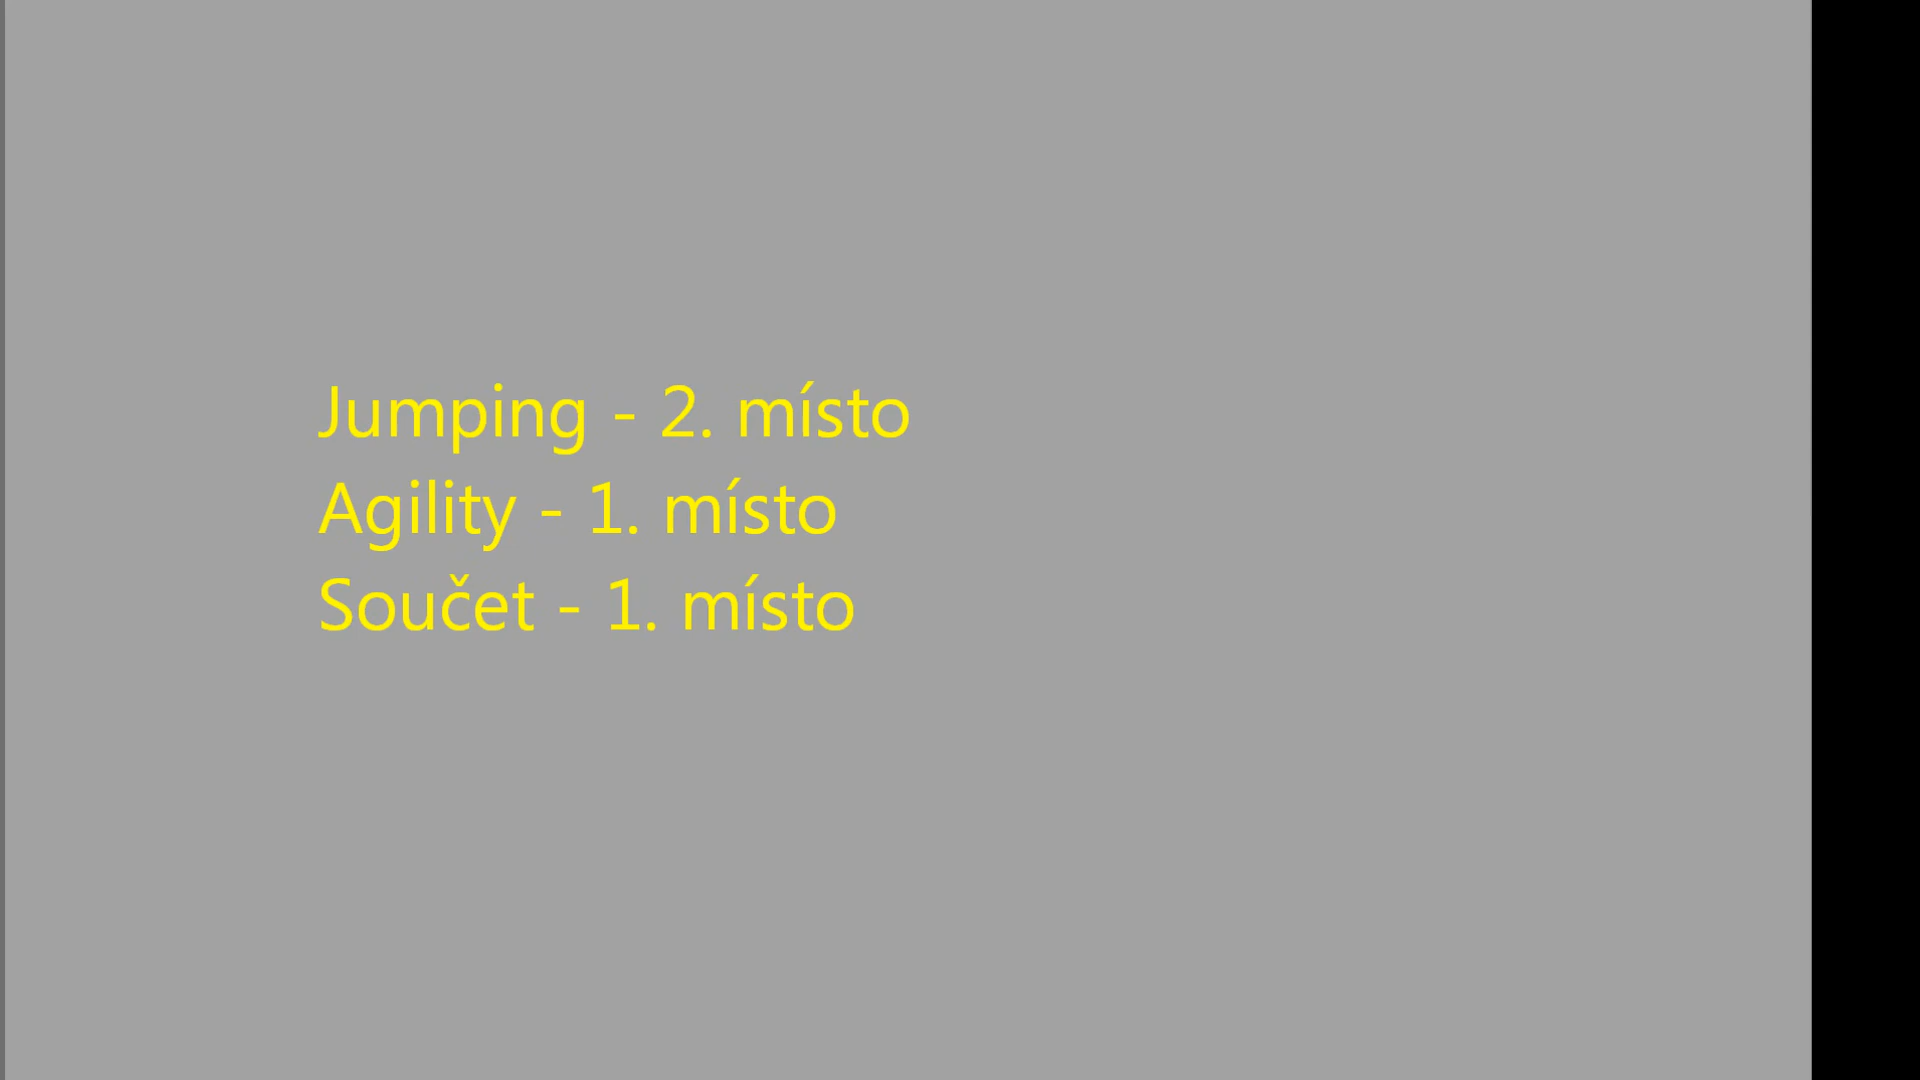 Jumping - 2. místo
Agility - 1. místo
Součet - 1. místo